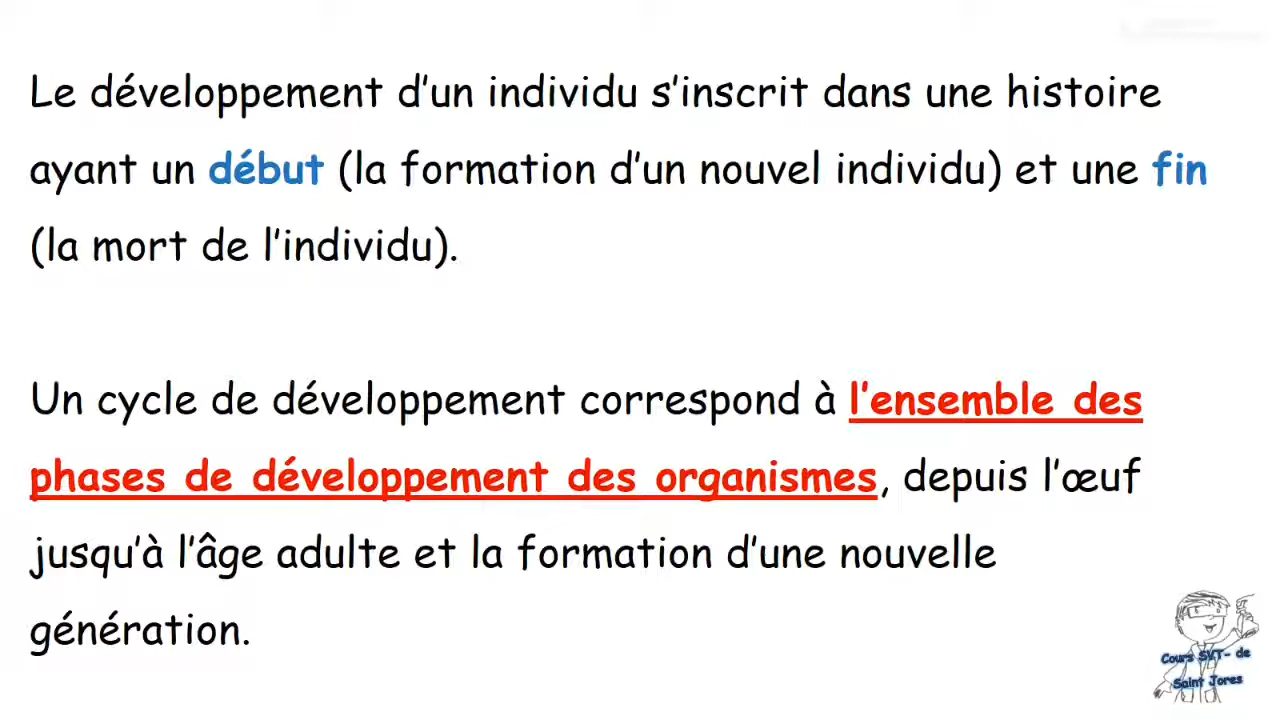 Le développement d’un individu s’inscrit dans une histoire
ayant un début (la formation d’un nouvel individu) et une fin
(la mort de l’individu).
Un cycle de développement correspond à l’ensemble des
phases de développement des organismes, depuis l’œuf
jusqu’à l’âge adulte et la formation d’une nouvelle
génération.
Cours SVT- de
Saint Jores